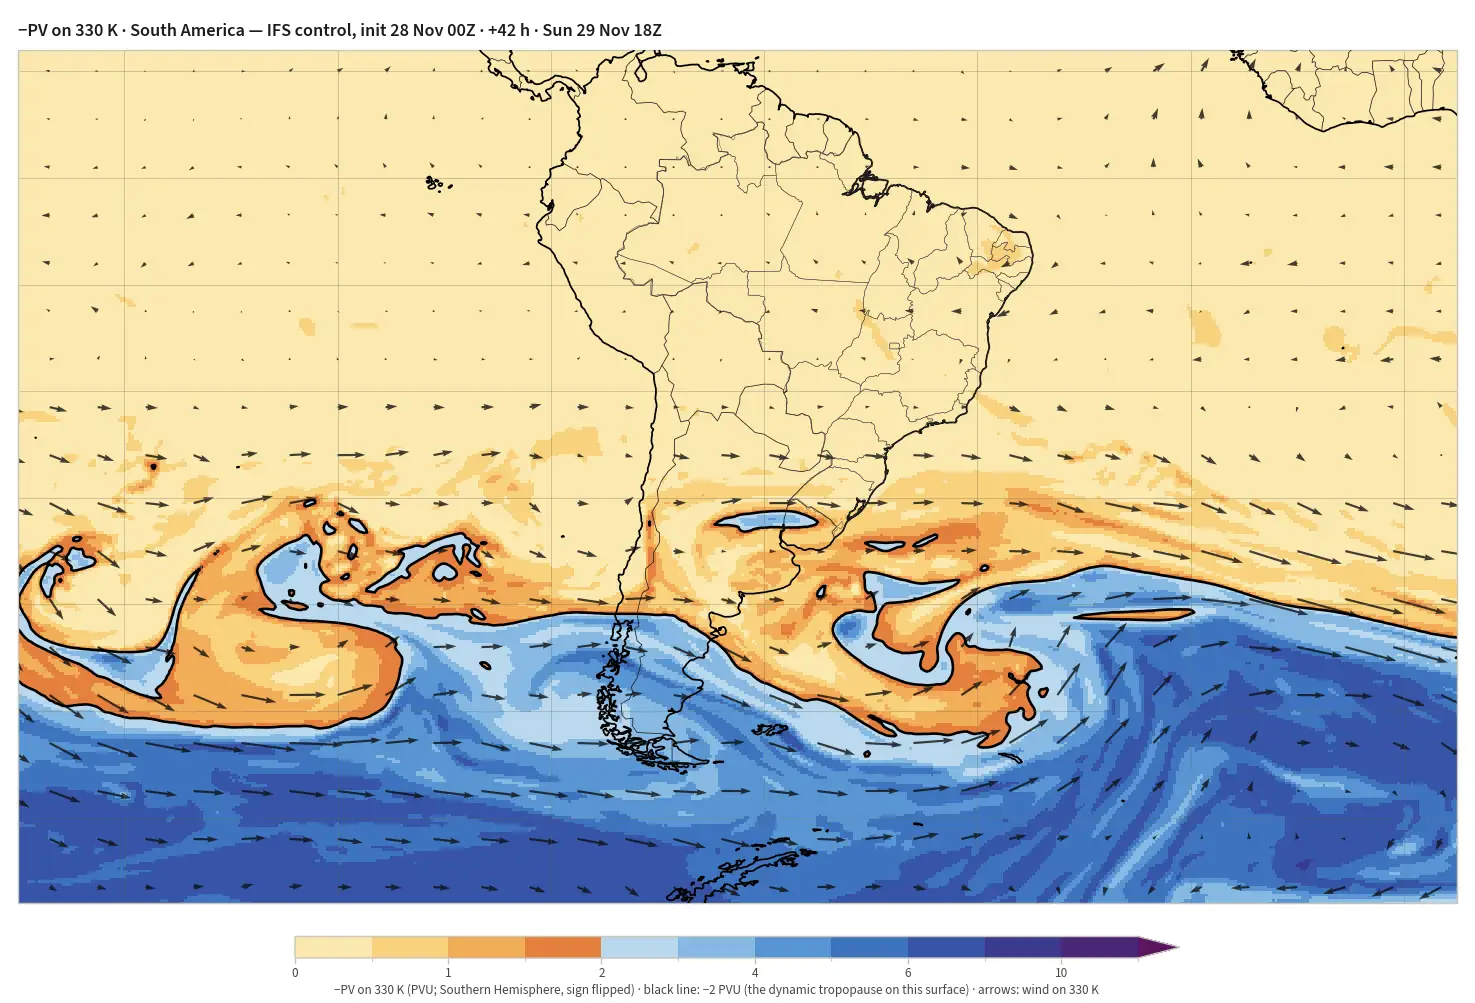 −PV on 330 K · South America — IFS control, init 28 Nov 00Z · +42 h · Sun 29 Nov 18Z
0 1 2 4 6 10
−PV on 330 K (PVU; Southern Hemisphere, sign flipped) · black line: −2 PVU (the dynamic tropopause on this surface) · arrows: wind on 330 K